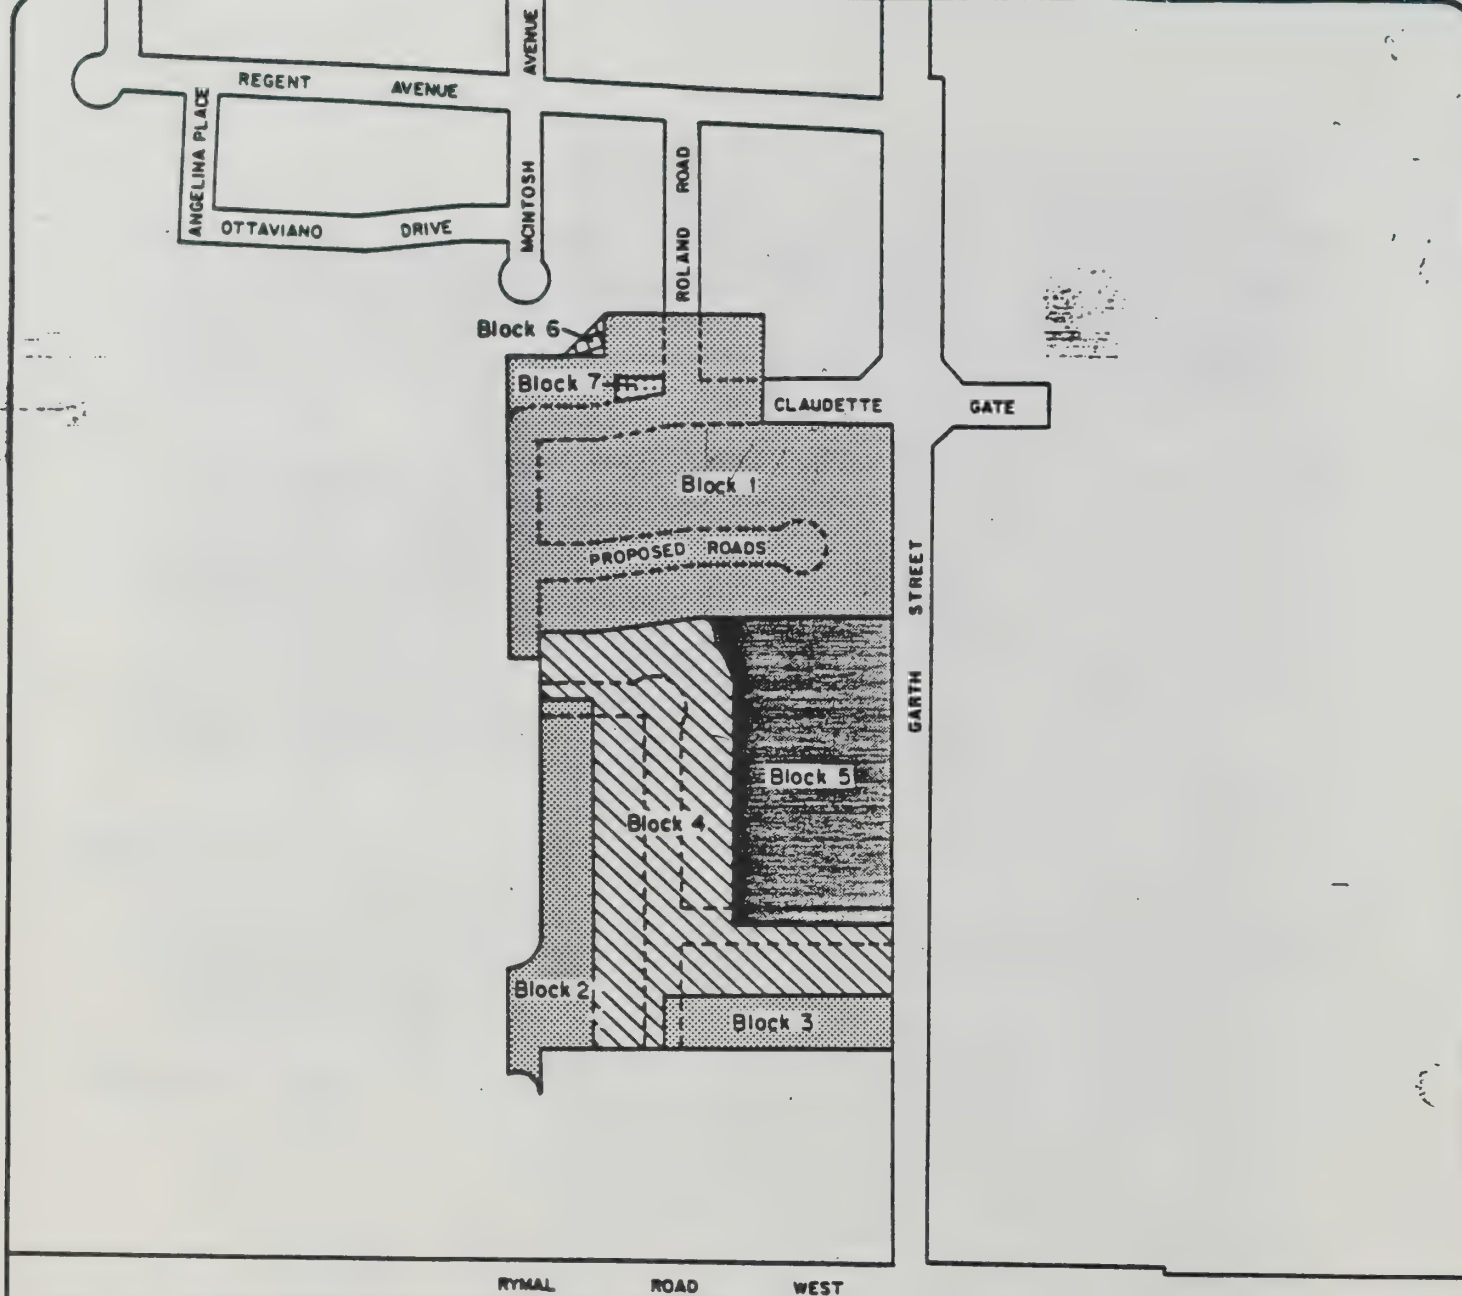 AVENUE
REGENT AVENUE
ANGELINA PLACE
OTTAVIANO DRIVE
MCINTOSH
ROLAND ROAD
Block 6
Block 7
CLAUDETTE GATE
Block 1
PROPOSED ROADS
GARTH STREET
Block 5
Block 4
Block 2
Block 3
RYMAL ROAD WEST